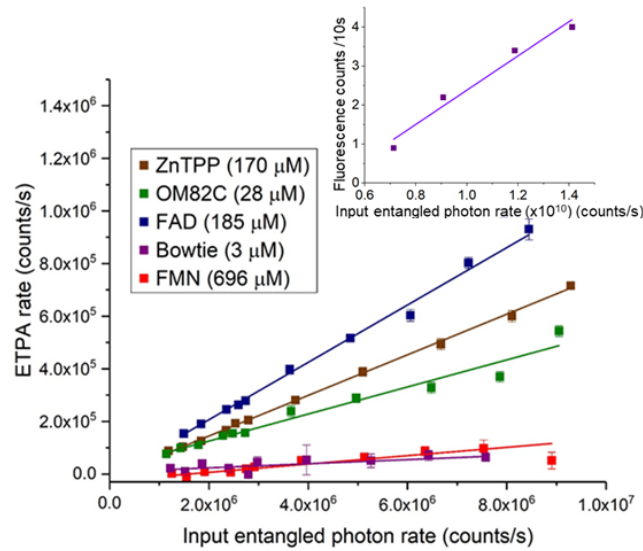 Fluorescence counts /10s
4
3
2
1
0
0.6 0.8 1.0 1.2 1.4
Input entangled photon rate (x10¹⁰) (counts/s)
ETPA rate (counts/s)
1.4x10⁶
1.2x10⁶
1.0x10⁶
8.0x10⁵
6.0x10⁵
4.0x10⁵
2.0x10⁵
0.0
ZnTPP (170 μM)
OM82C (28 μM)
FAD (185 μM)
Bowtie (3 μM)
FMN (696 μM)
0.0 2.0x10⁶ 4.0x10⁶ 6.0x10⁶ 8.0x10⁶ 1.0x10⁷
Input entangled photon rate (counts/s)